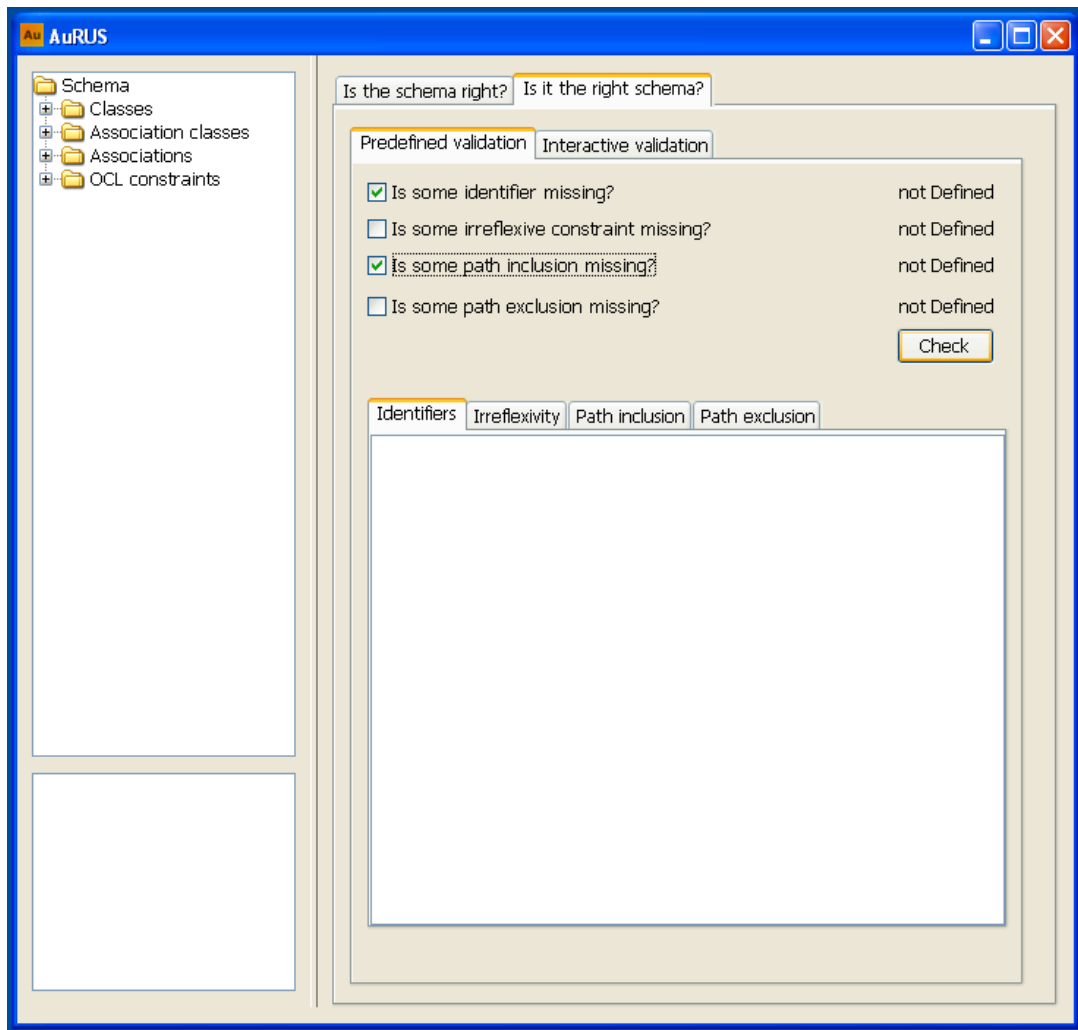 Au AuRUS
Schema
Classes
Association classes
Associations
OCL constraints
Is the schema right? Is it the right schema?
Predefined validation Interactive validation
Is some identifier missing? not Defined
Is some irreflexive constraint missing? not Defined
Is some path inclusion missing? not Defined
Is some path exclusion missing? not Defined
Check
Identifiers Irreflexivity Path inclusion Path exclusion